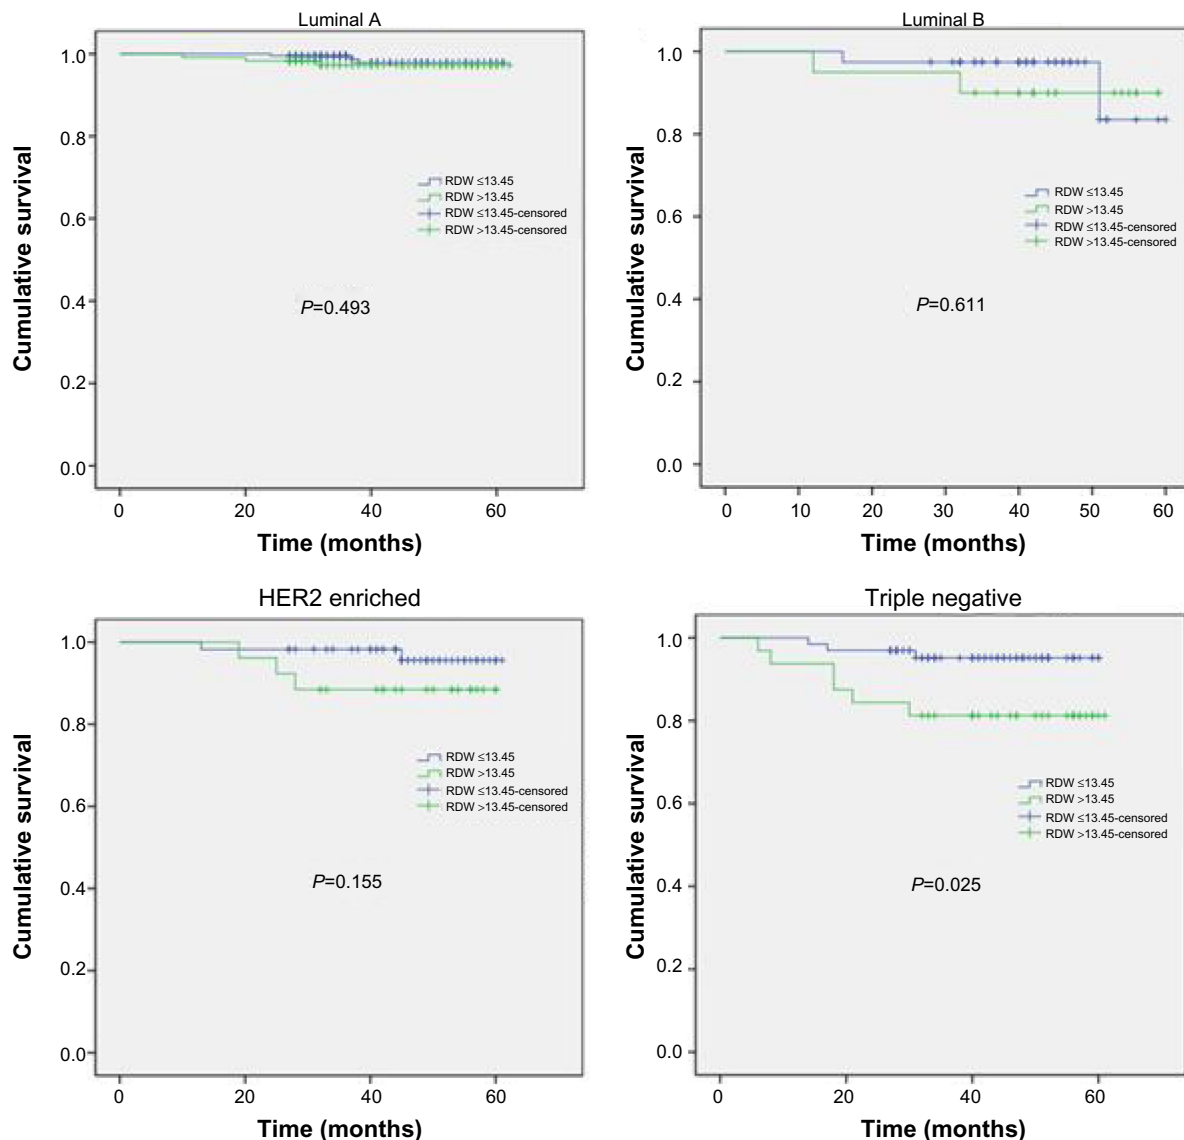 Luminal A
Cumulative survival
1.0
0.8
0.6
0.4
0.2
0.0
RDW ≤13.45
RDW >13.45
RDW ≤13.45-censored
RDW >13.45-censored
P=0.493
0 20 40 60
Time (months)
Luminal B
Cumulative survival
1.0
0.8
0.6
0.4
0.2
0.0
RDW ≤13.45
RDW >13.45
RDW ≤13.45-censored
RDW >13.45-censored
P=0.611
0 10 20 30 40 50 60
Time (months)
HER2 enriched
Cumulative survival
1.0
0.8
0.6
0.4
0.2
0.0
RDW ≤13.45
RDW >13.45
RDW ≤13.45-censored
RDW >13.45-censored
P=0.155
0 20 40 60
Time (months)
Triple negative
Cumulative survival
1.0
0.8
0.6
0.4
0.2
0.0
RDW ≤13.45
RDW >13.45
RDW ≤13.45-censored
RDW >13.45-censored
P=0.025
0 20 40 60
Time (months)